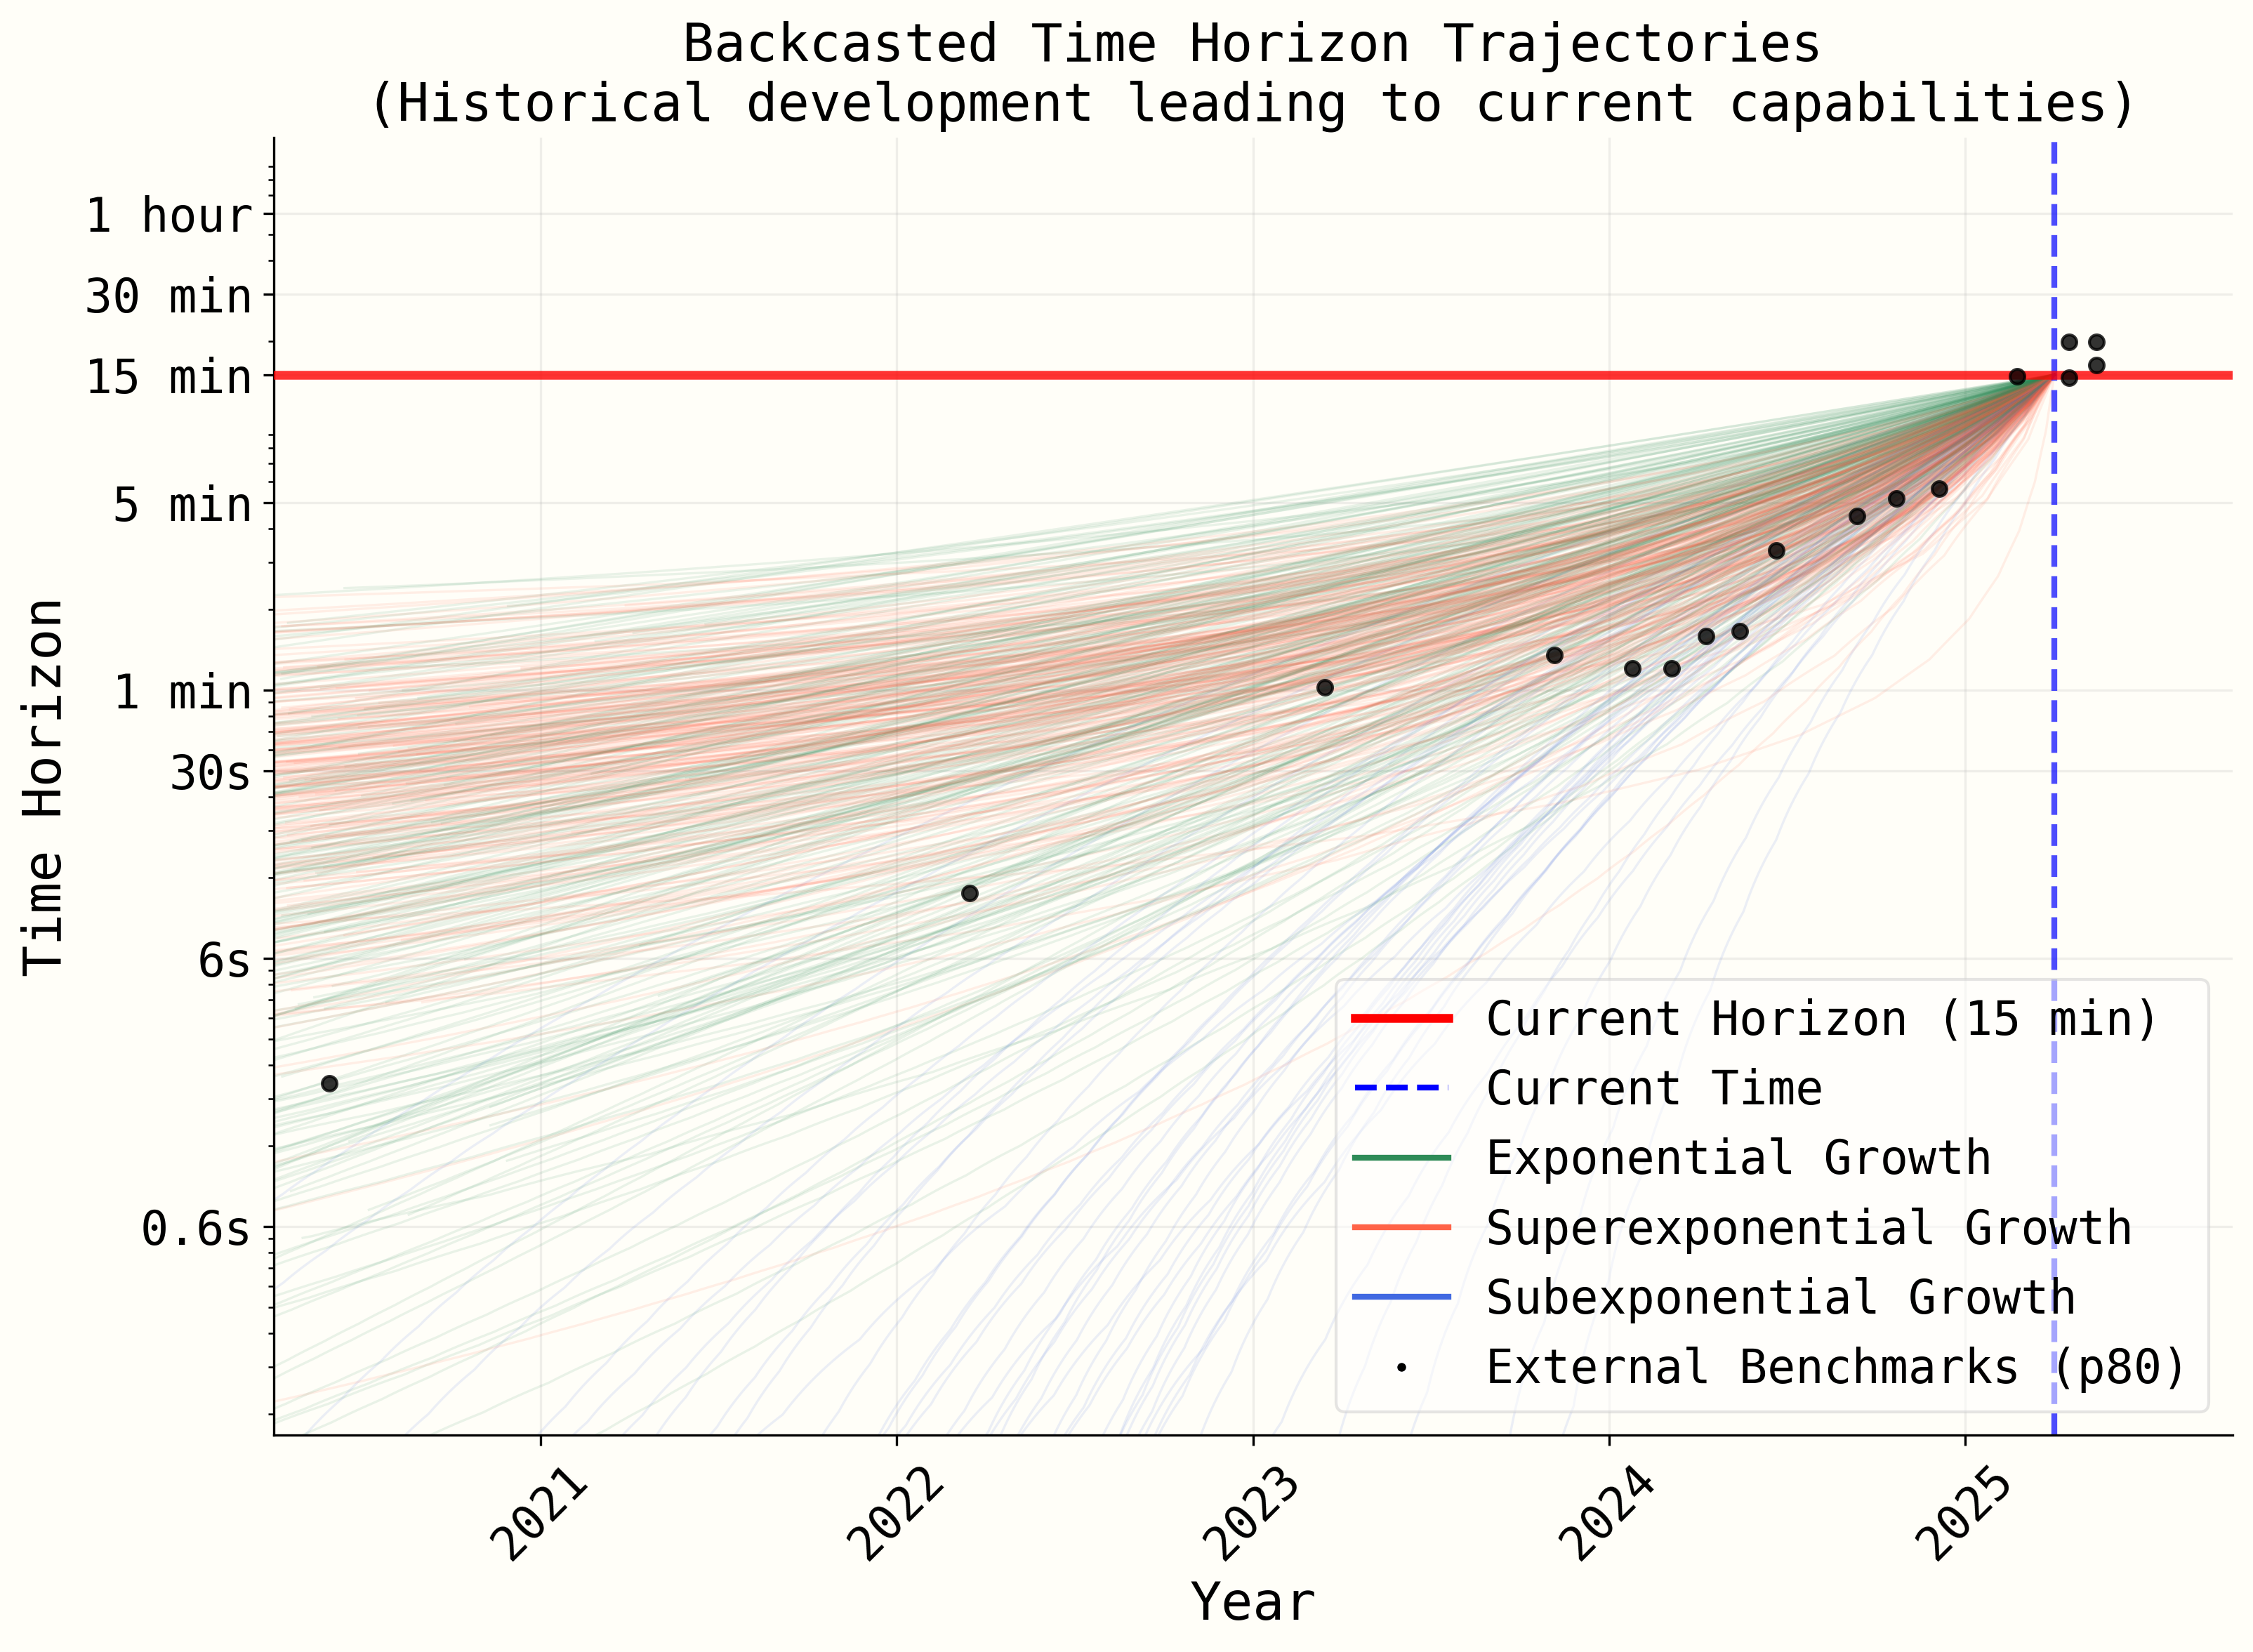 Backcasted Time Horizon Trajectories
(Historical development leading to current capabilities)
Time Horizon
1 hour
30 min
15 min
5 min
1 min
30s
6s
0.6s
Current Horizon (15 min)
Current Time
Exponential Growth
Superexponential Growth
Subexponential Growth
External Benchmarks (p80)
2021
2022
2023
2024
2025
Year